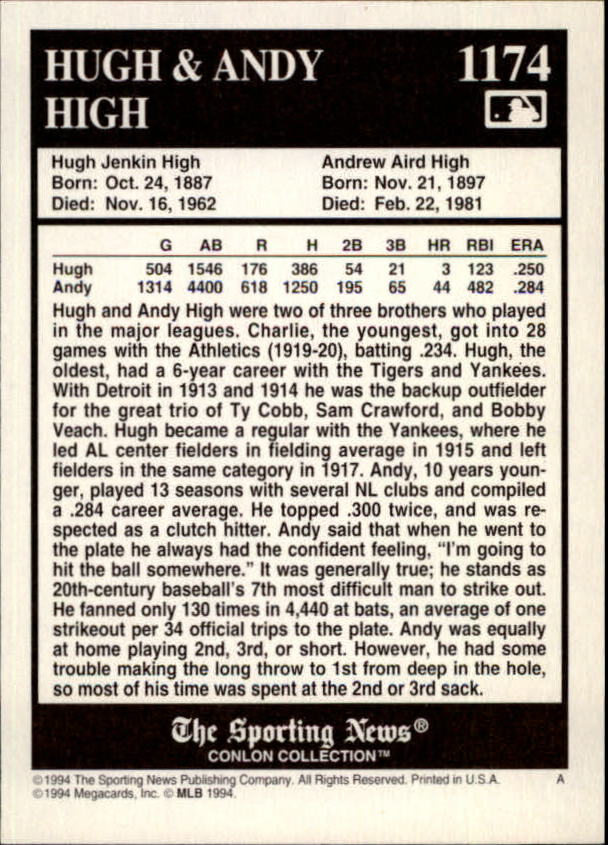 HUGH & ANDY 1174
HIGH
Hugh Jenkin High Andrew Aird High
Born: Oct. 24, 1887 Born: Nov. 21, 1897
Died: Nov. 16, 1962 Died: Feb. 22, 1981
G AB R H 2B 3B HR RBI ERA
Hugh 504 1546 176 386 54 21 3 123 .250
Andy 1314 4400 618 1250 195 65 44 482 .284
Hugh and Andy High were two of three brothers who played
in the major leagues. Charlie, the youngest, got into 28
games with the Athletics (1919-20), batting .234. Hugh, the
oldest, had a 6-year career with the Tigers and Yankees.
With Detroit in 1913 and 1914 he was the backup outfielder
for the great trio of Ty Cobb, Sam Crawford, and Bobby
Veach. Hugh became a regular with the Yankees, where he
led AL center fielders in fielding average in 1915 and left
fielders in the same category in 1917. Andy, 10 years youn-
ger, played 13 seasons with several NL clubs and compiled
a .284 career average. He topped .300 twice, and was re-
spected as a clutch hitter. Andy said that when he went to
the plate he always had the confident feeling, “I’m going to
hit the ball somewhere.” It was generally true; he stands as
20th-century baseball’s 7th most difficult man to strike out.
He fanned only 130 times in 4,440 at bats, an average of one
strikeout per 34 official trips to the plate. Andy was equally
at home playing 2nd, 3rd, or short. However, he had some
trouble making the long throw to 1st from deep in the hole,
so most of his time was spent at the 2nd or 3rd sack.
The Sporting News®
CONLON COLLECTION™
©1994 The Sporting News Publishing Company. All Rights Reserved. Printed in U.S.A. A
©1994 Megacards, Inc. © MLB 1994.